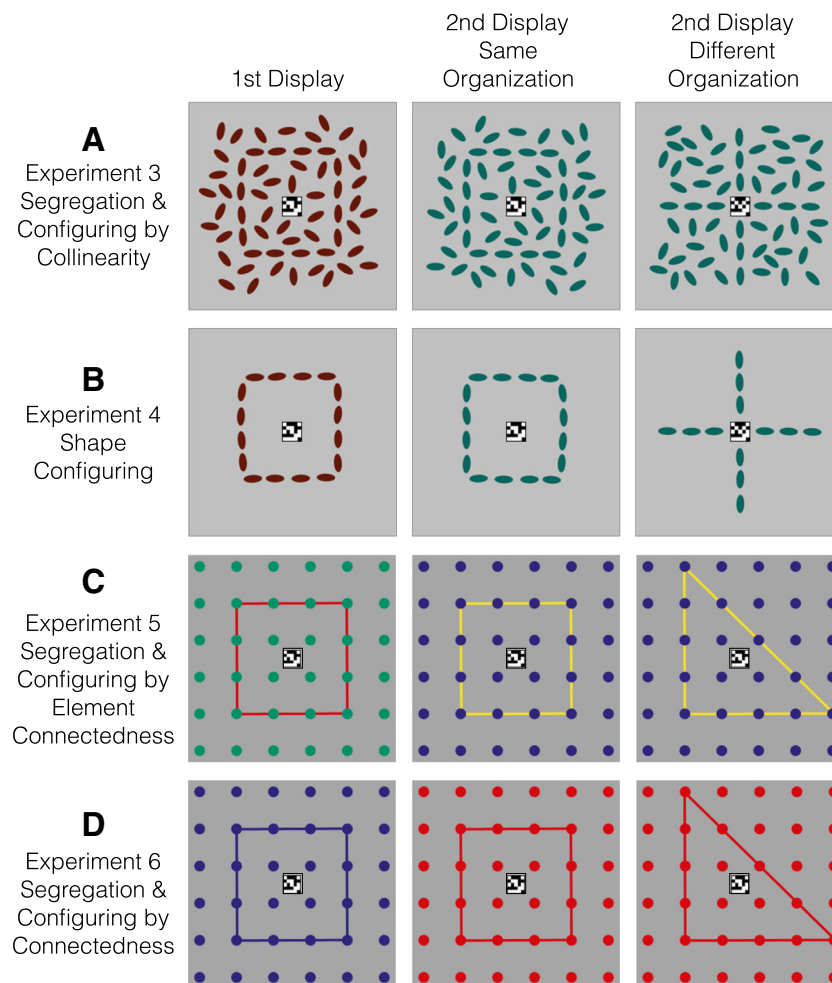 1st Display
2nd Display
Same
Organization
2nd Display
Different
Organization
A
Experiment 3
Segregation &
Configuring by
Collinearity
B
Experiment 4
Shape
Configuring
C
Experiment 5
Segregation &
Configuring by
Element
Connectedness
D
Experiment 6
Segregation &
Configuring by
Connectedness